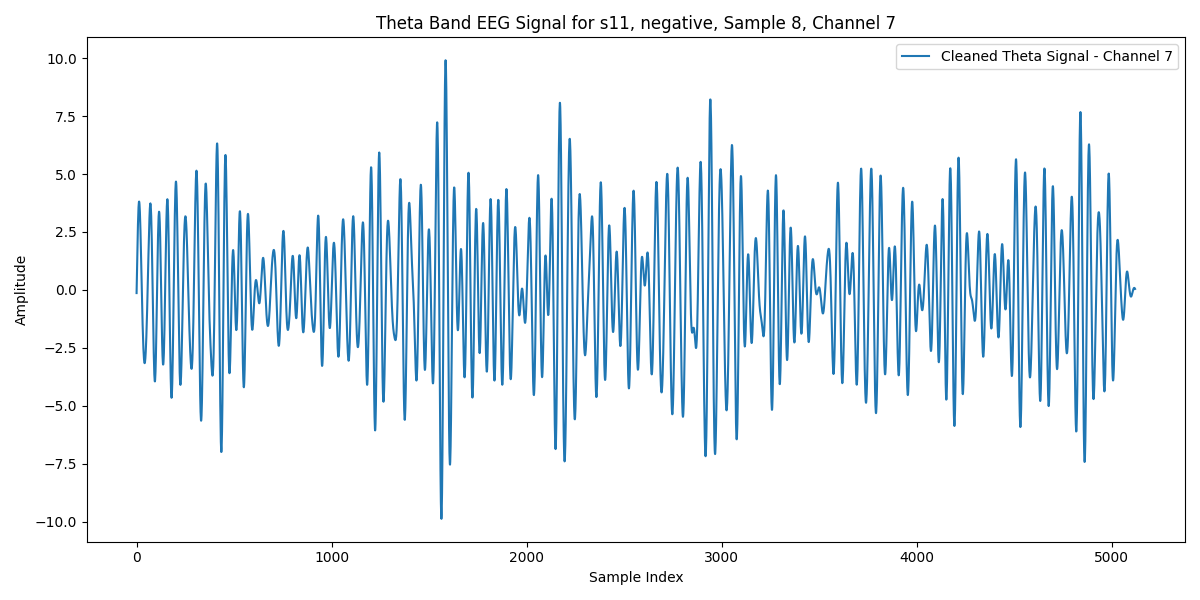 Theta Band EEG Signal for s11, negative, Sample 8, Channel 7
Cleaned Theta Signal - Channel 7
10.0
7.5
5.0
2.5
0.0
−2.5
−5.0
−7.5
−10.0
Amplitude
0 1000 2000 3000 4000 5000
Sample Index